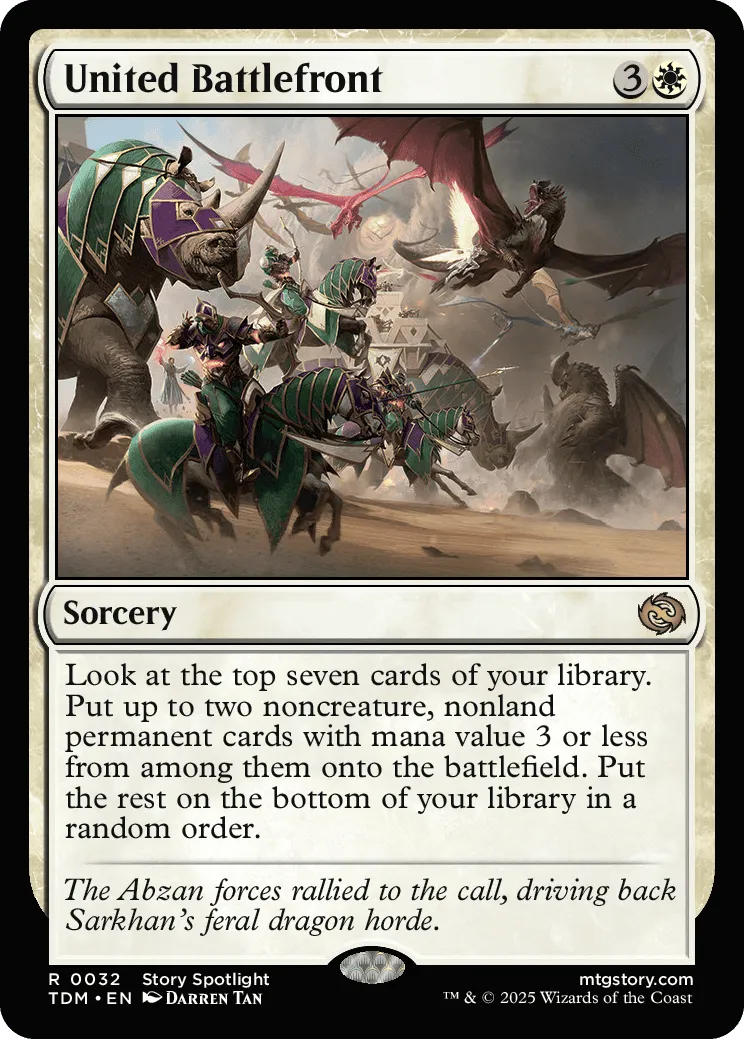 United Battlefront 3
Sorcery
Look at the top seven cards of your library.
Put up to two noncreature, nonland
permanent cards with mana value 3 or less
from among them onto the battlefield. Put
the rest on the bottom of your library in a
random order.
The Abzan forces rallied to the call, driving back
Sarkhan's feral dragon horde.
R 0032 Story Spotlight mtgstory.com
TDM • EN Darren Tan ™ & © 2025 Wizards of the Coast